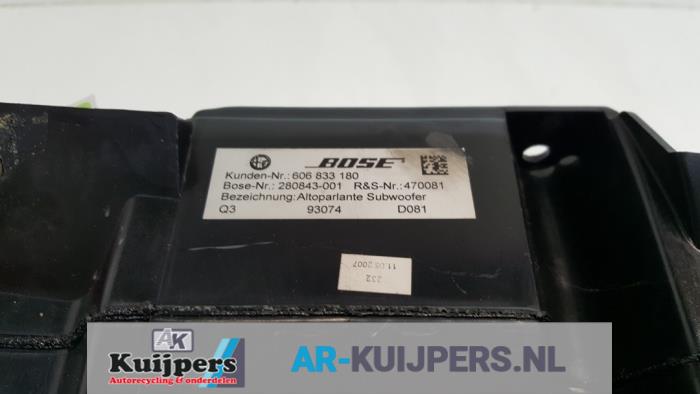 BOSE
Kunden-Nr.: 606 833 180
Bose-Nr.: 280843-001 R&S-Nr.:470081
Bezeichnung:Altoparlante Subwoofer
Q3 93074 D081
232
11.05.2007
AK
Kuijpers
Autorecycling & onderdelen
AR-KUIJPERS.NL